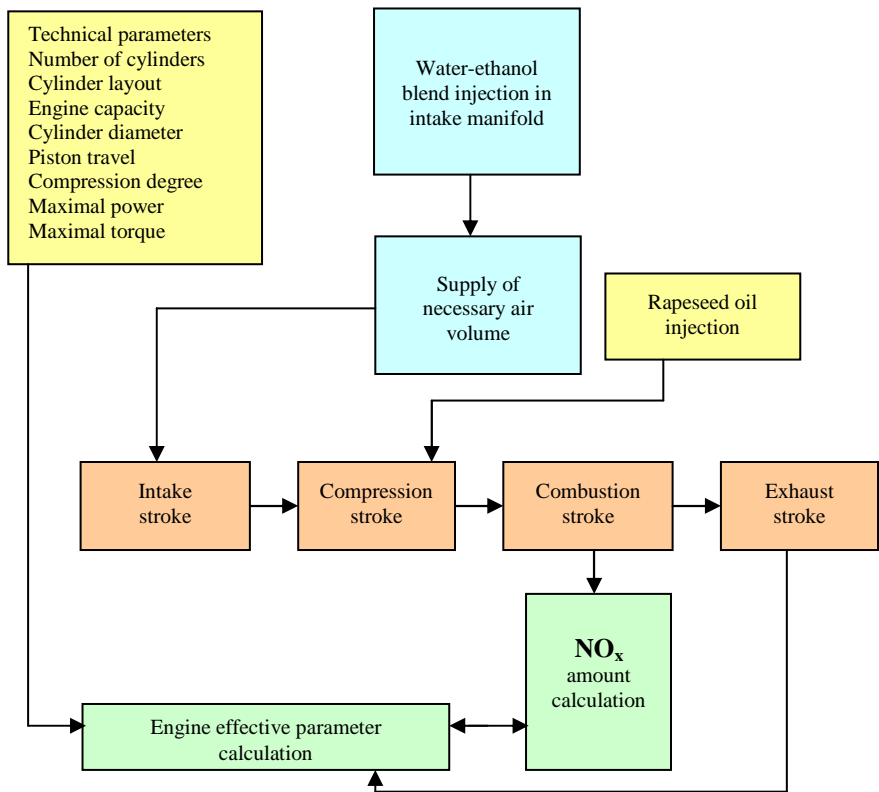 Technical parameters
Number of cylinders
Cylinder layout
Engine capacity
Cylinder diameter
Piston travel
Compression degree
Maximal power
Maximal torque
Water-ethanol
blend injection in
intake manifold
Supply of
necessary air
volume
Rapeseed oil
injection
Intake
stroke
Compression
stroke
Combustion
stroke
Exhaust
stroke
NOx
amount
calculation
Engine effective parameter
calculation